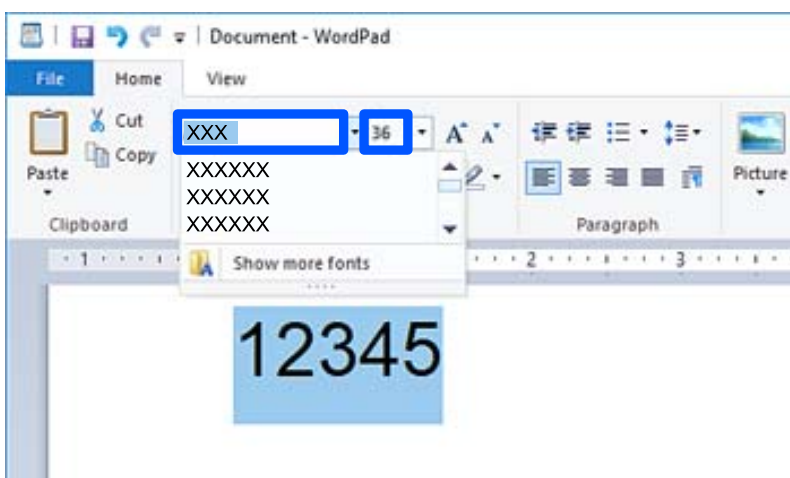 Document - WordPad
File Home View
Cut
Copy
Paste
Clipboard
XXX
36
A A
XXXXXX
XXXXXX
XXXXXX
Show more fonts
Paragraph
Picture
1 2 3
12345